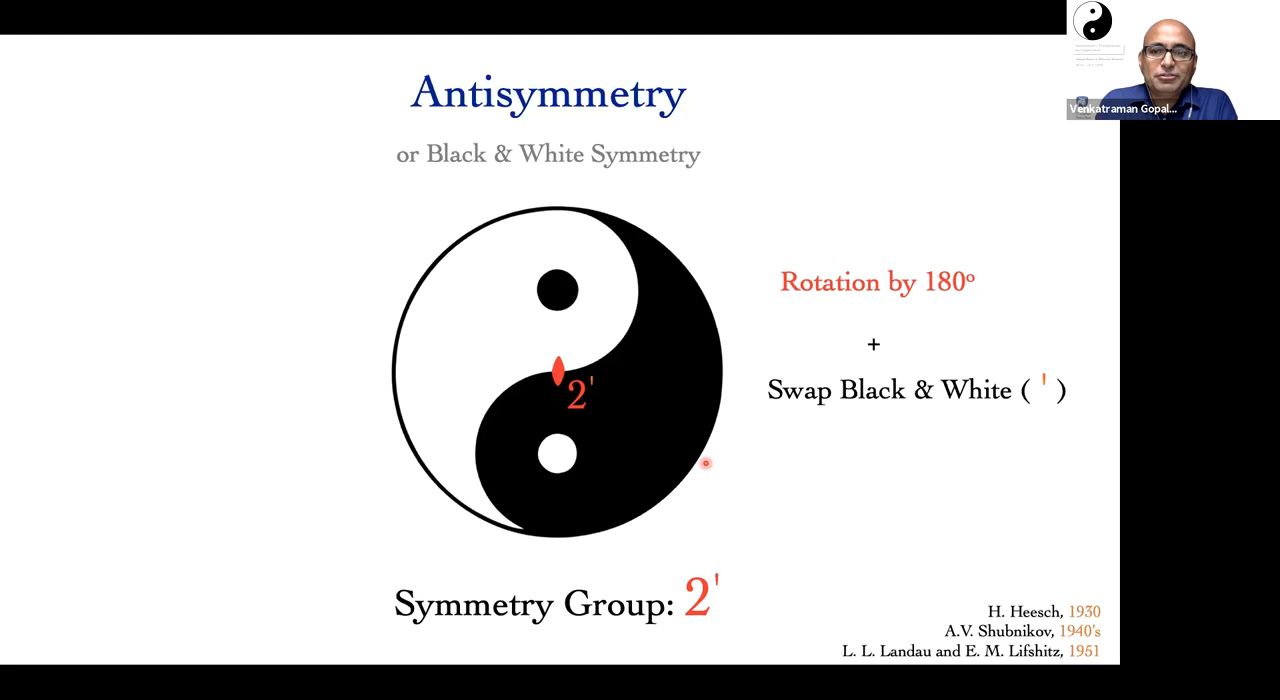 Antisymmetry
or Black & White Symmetry
Rotation by 180º
+
Swap Black & White ( ' )
2'
Symmetry Group: 2'
H. Heesch, 1930
A.V. Shubnikov, 1940's
L. L. Landau and E. M. Lifshitz, 1951
Venkatraman Gopal...